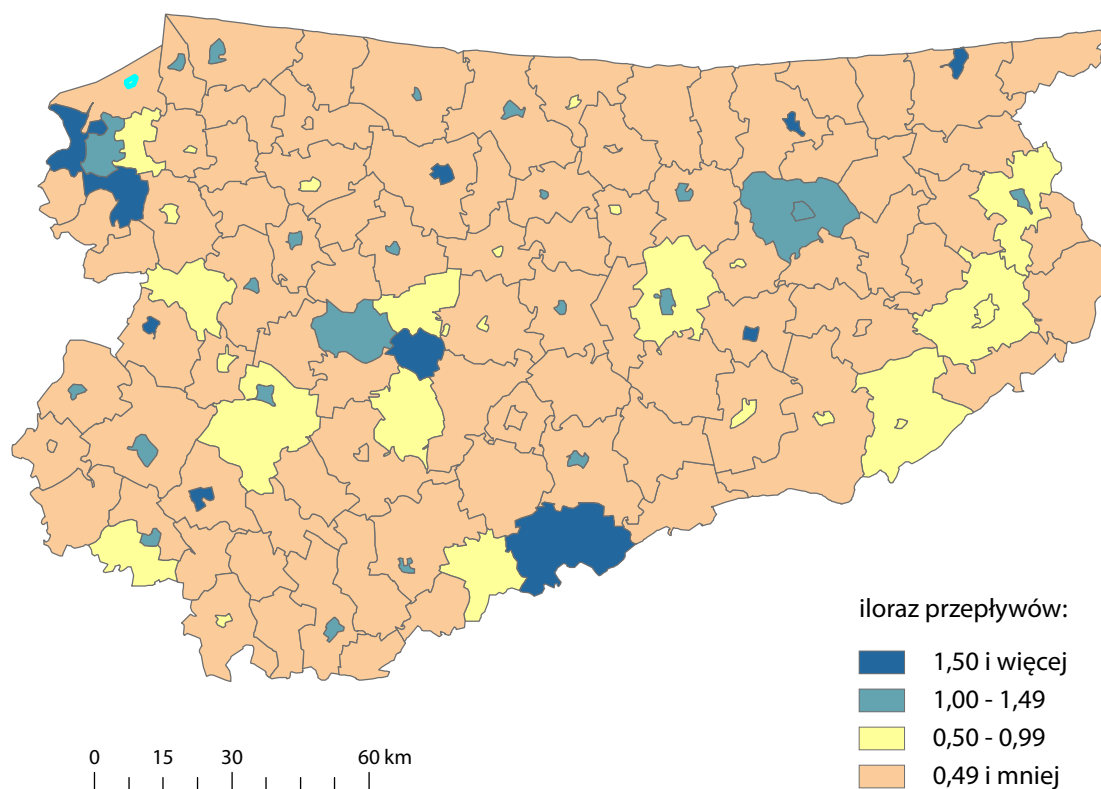 iloraz przepływów:
1,50 i więcej
1,00 - 1,49
0,50 - 0,99
0,49 i mniej
0 15 30 60 km